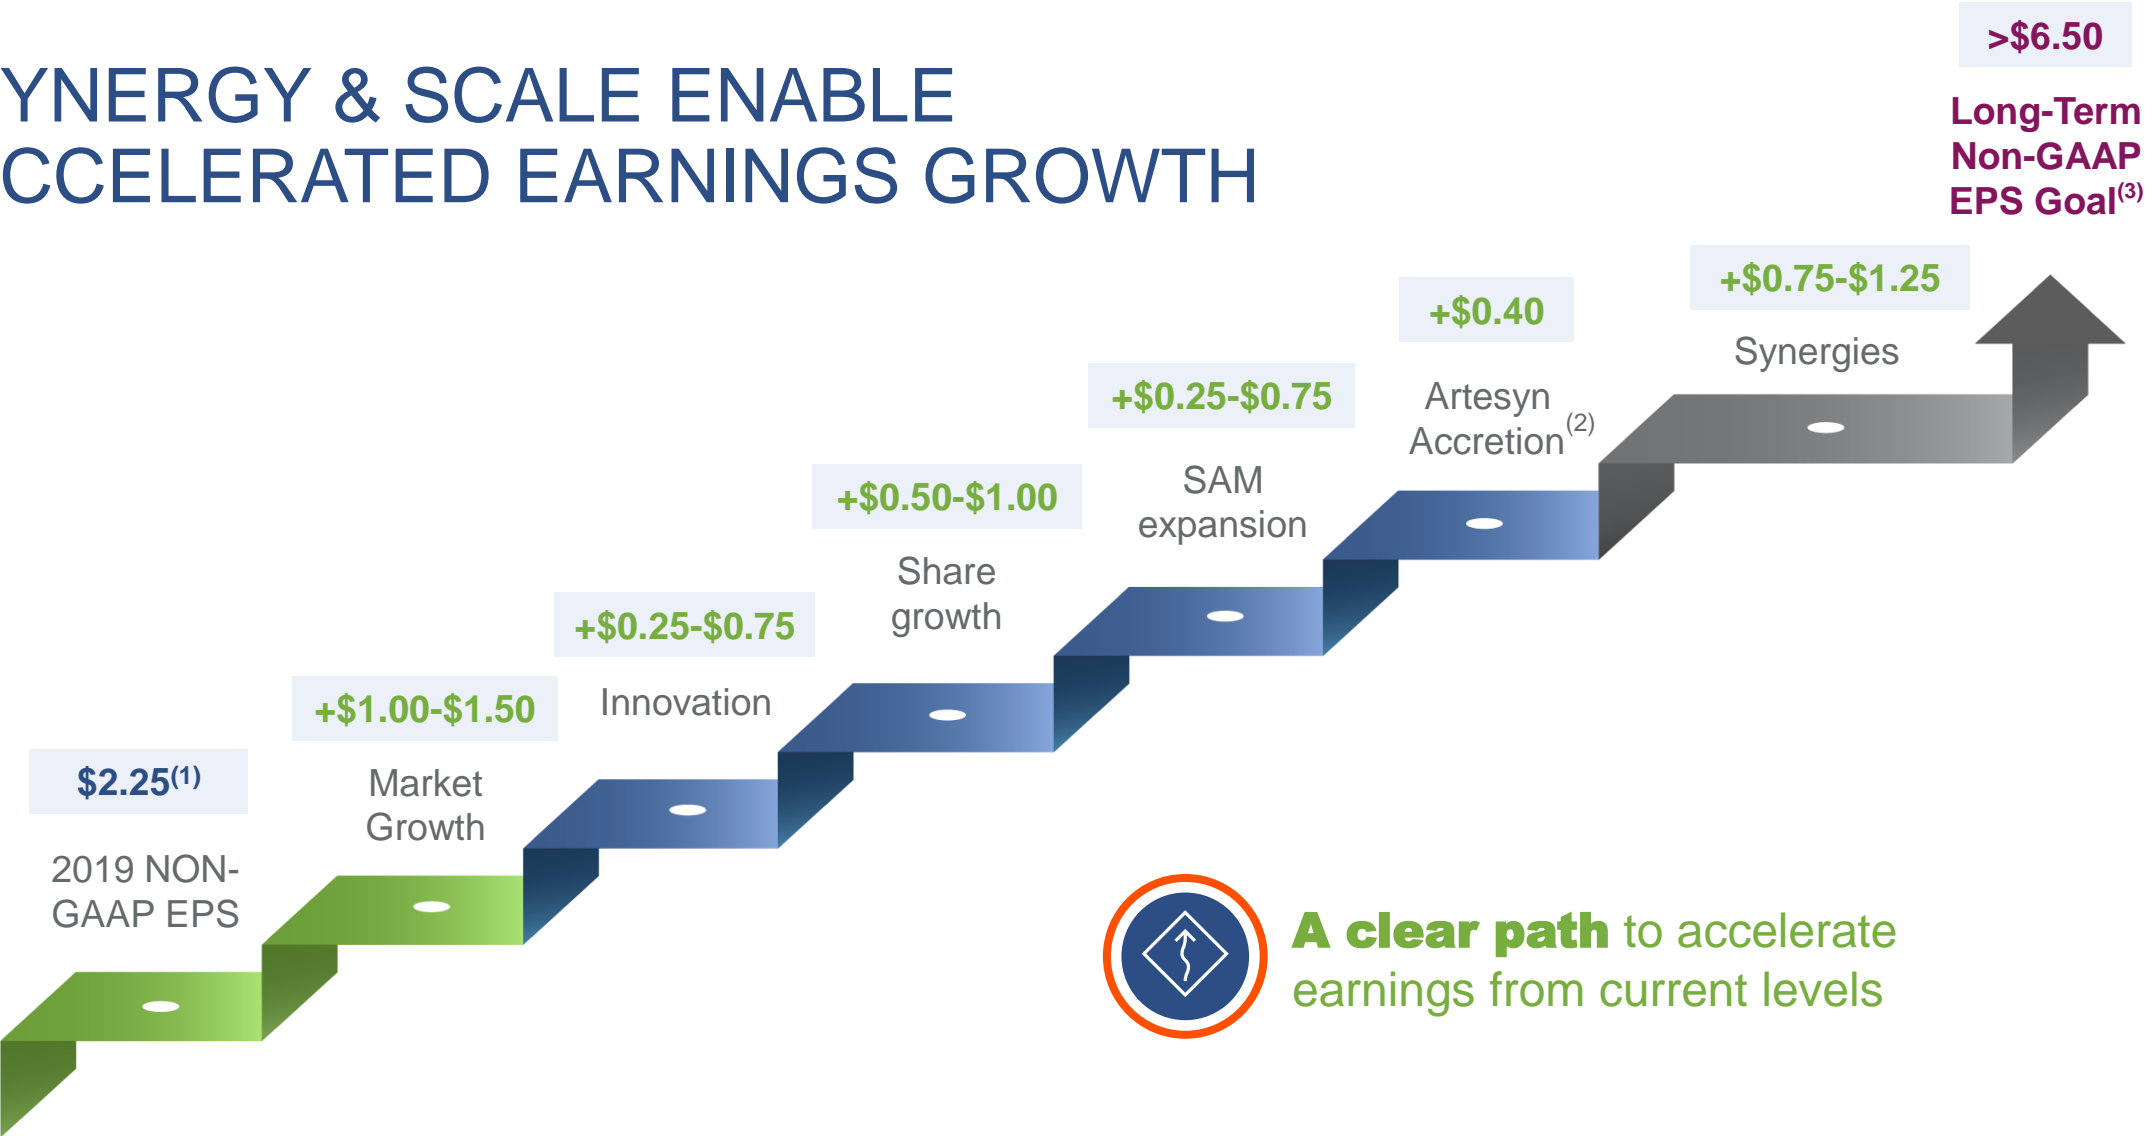 YNERGY & SCALE ENABLE
CCELERATED EARNINGS GROWTH
>$6.50
Long-Term
Non-GAAP
EPS Goal(3)
+$0.75-$1.25
Synergies
+$0.40
Artesyn
Accretion(2)
+$0.25-$0.75
SAM
expansion
+$0.50-$1.00
Share
growth
+$0.25-$0.75
Innovation
+$1.00-$1.50
Market
Growth
$2.25(1)
2019 NON-
GAAP EPS
A clear path to accelerate
earnings from current levels